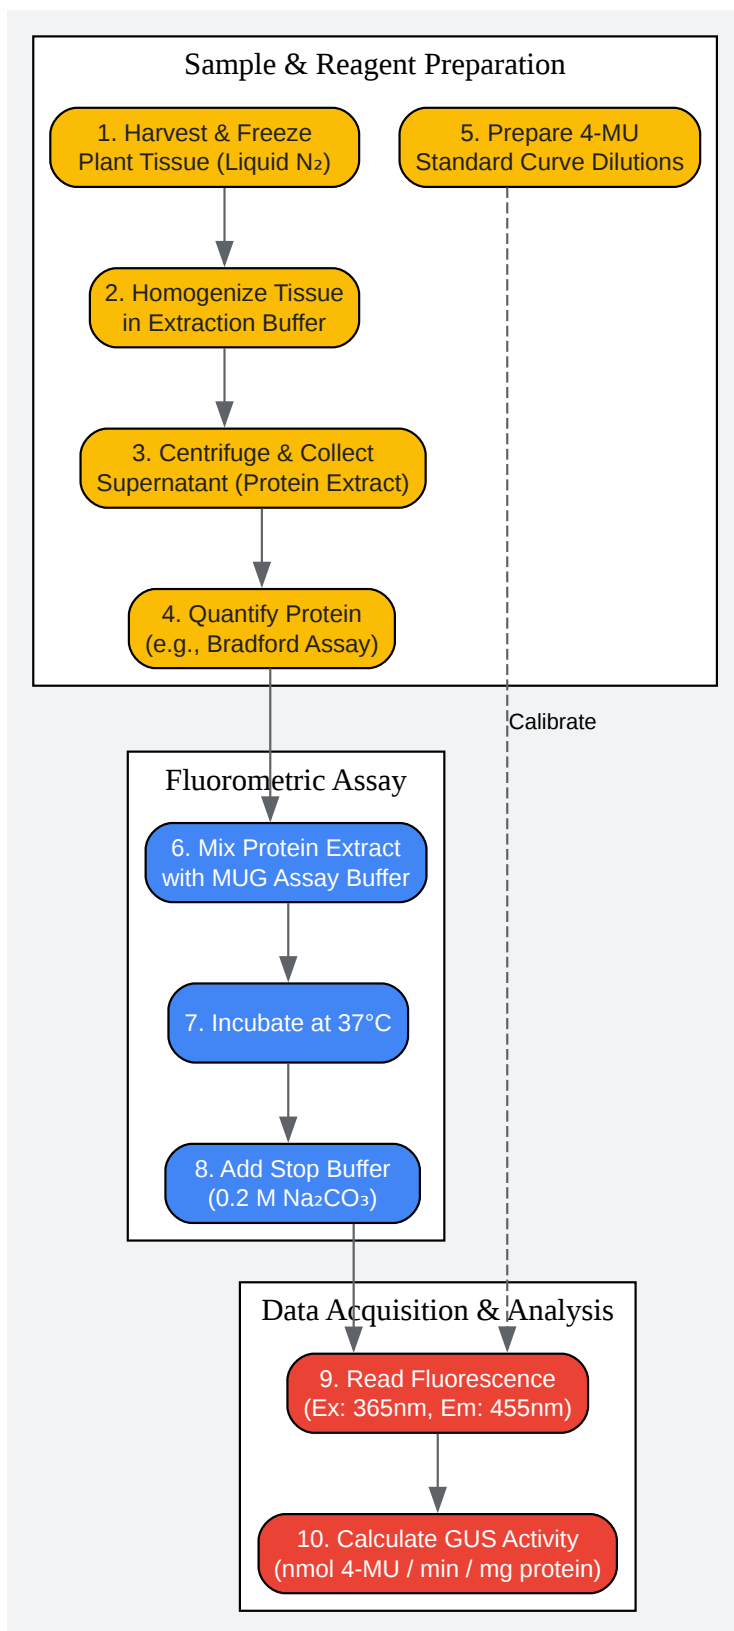 Sample & Reagent Preparation
1. Harvest & Freeze
Plant Tissue (Liquid N₂)
5. Prepare 4-MU
Standard Curve Dilutions
2. Homogenize Tissue
in Extraction Buffer
3. Centrifuge & Collect
Supernatant (Protein Extract)
4. Quantify Protein
(e.g., Bradford Assay)
Calibrate
Fluorometric Assay
6. Mix Protein Extract
with MUG Assay Buffer
7. Incubate at 37°C
8. Add Stop Buffer
(0.2 M Na₂CO₃)
Data Acquisition & Analysis
9. Read Fluorescence
(Ex: 365nm, Em: 455nm)
10. Calculate GUS Activity
(nmol 4-MU / min / mg protein)